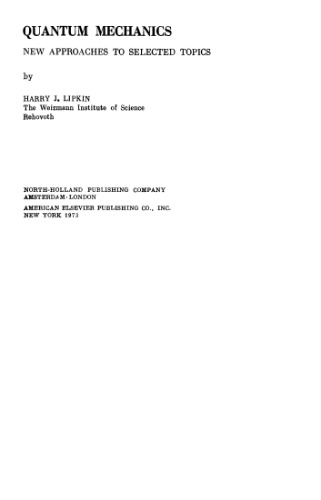 QUANTUM MECHANICS
NEW APPROACHES TO SELECTED TOPICS
by
HARRY J. LIPKIN
The Weizmann Institute of Science
Rehovoth
NORTH-HOLLAND PUBLISHING COMPANY
AMSTERDAM·LONDON
AMERICAN ELSEVIER PUBLISHING CO., INC.
NEW YORK 1973